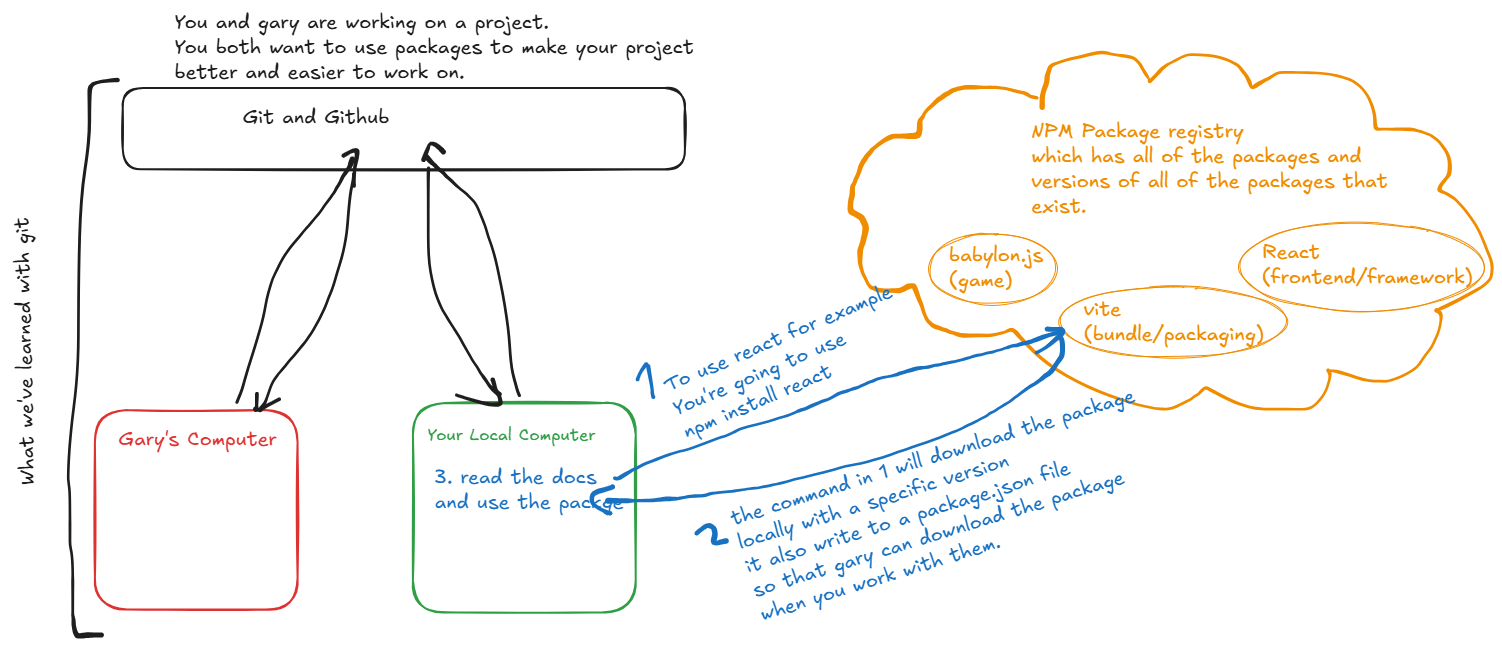 You and gary are working on a project.
You both want to use packages to make your project
better and easier to work on.
Git and Github
What we've learned with git
Gary's Computer
Your Local Computer
3. read the docs
and use the packge
1
To use react for example
You're going to use
npm install react
2
the command in 1 will download the package
locally with a specific version
it also write to a package.json file
so that gary can download the package
when you work with them.
NPM Package registry
which has all of the packages and
versions of all of the packages that
exist.
babylon.js
(game)
vite
(bundle/packaging)
React
(frontend/framework)